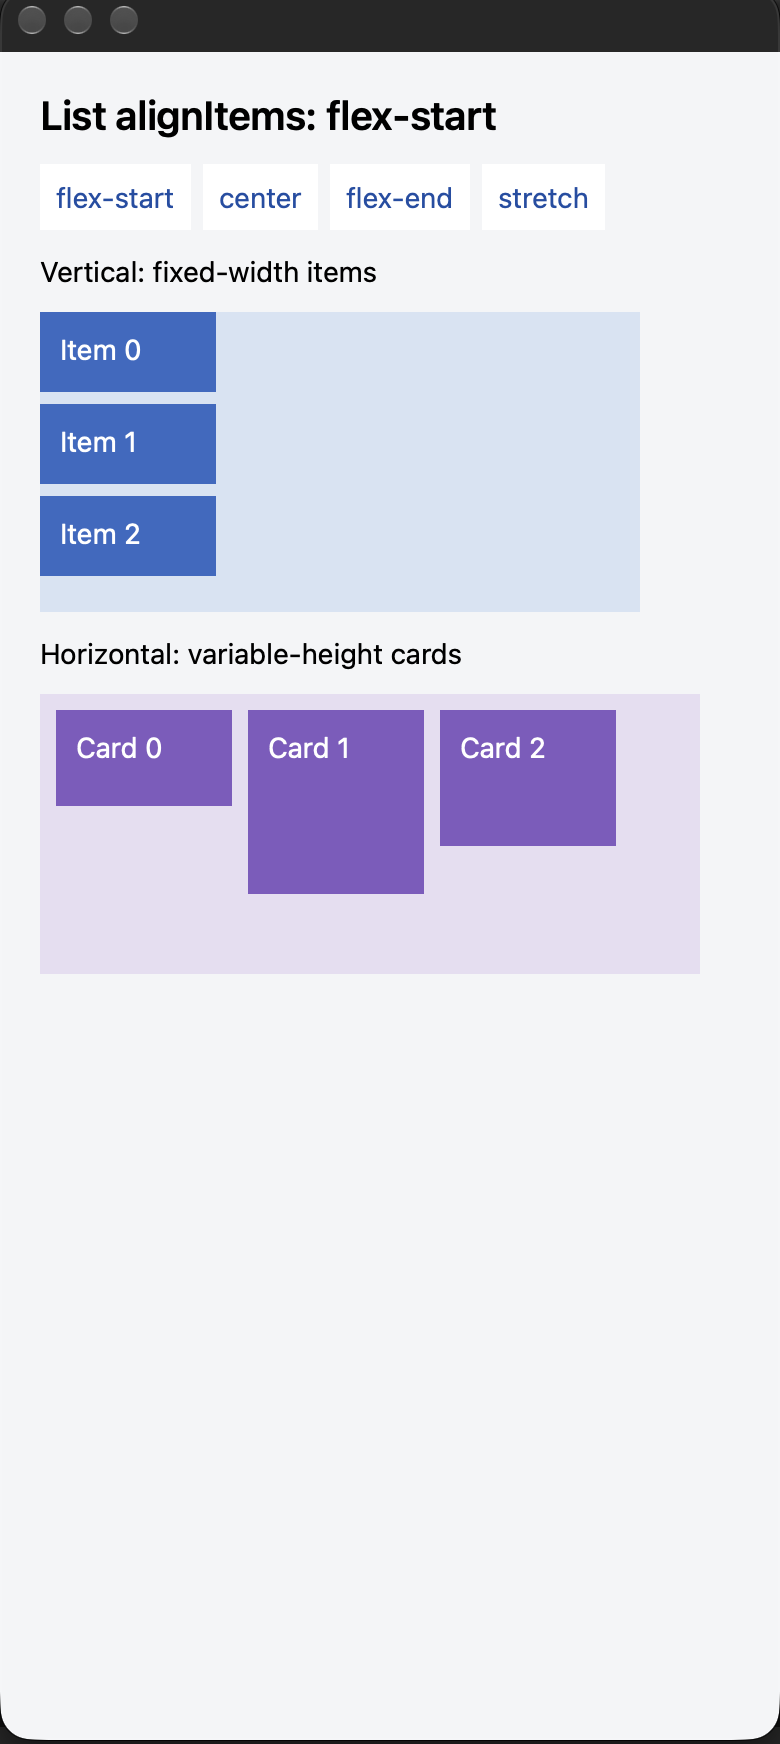 List alignItems: flex-start
flex-start center flex-end stretch
Vertical: fixed-width items
Item 0
Item 1
Item 2
Horizontal: variable-height cards
Card 0 Card 1 Card 2